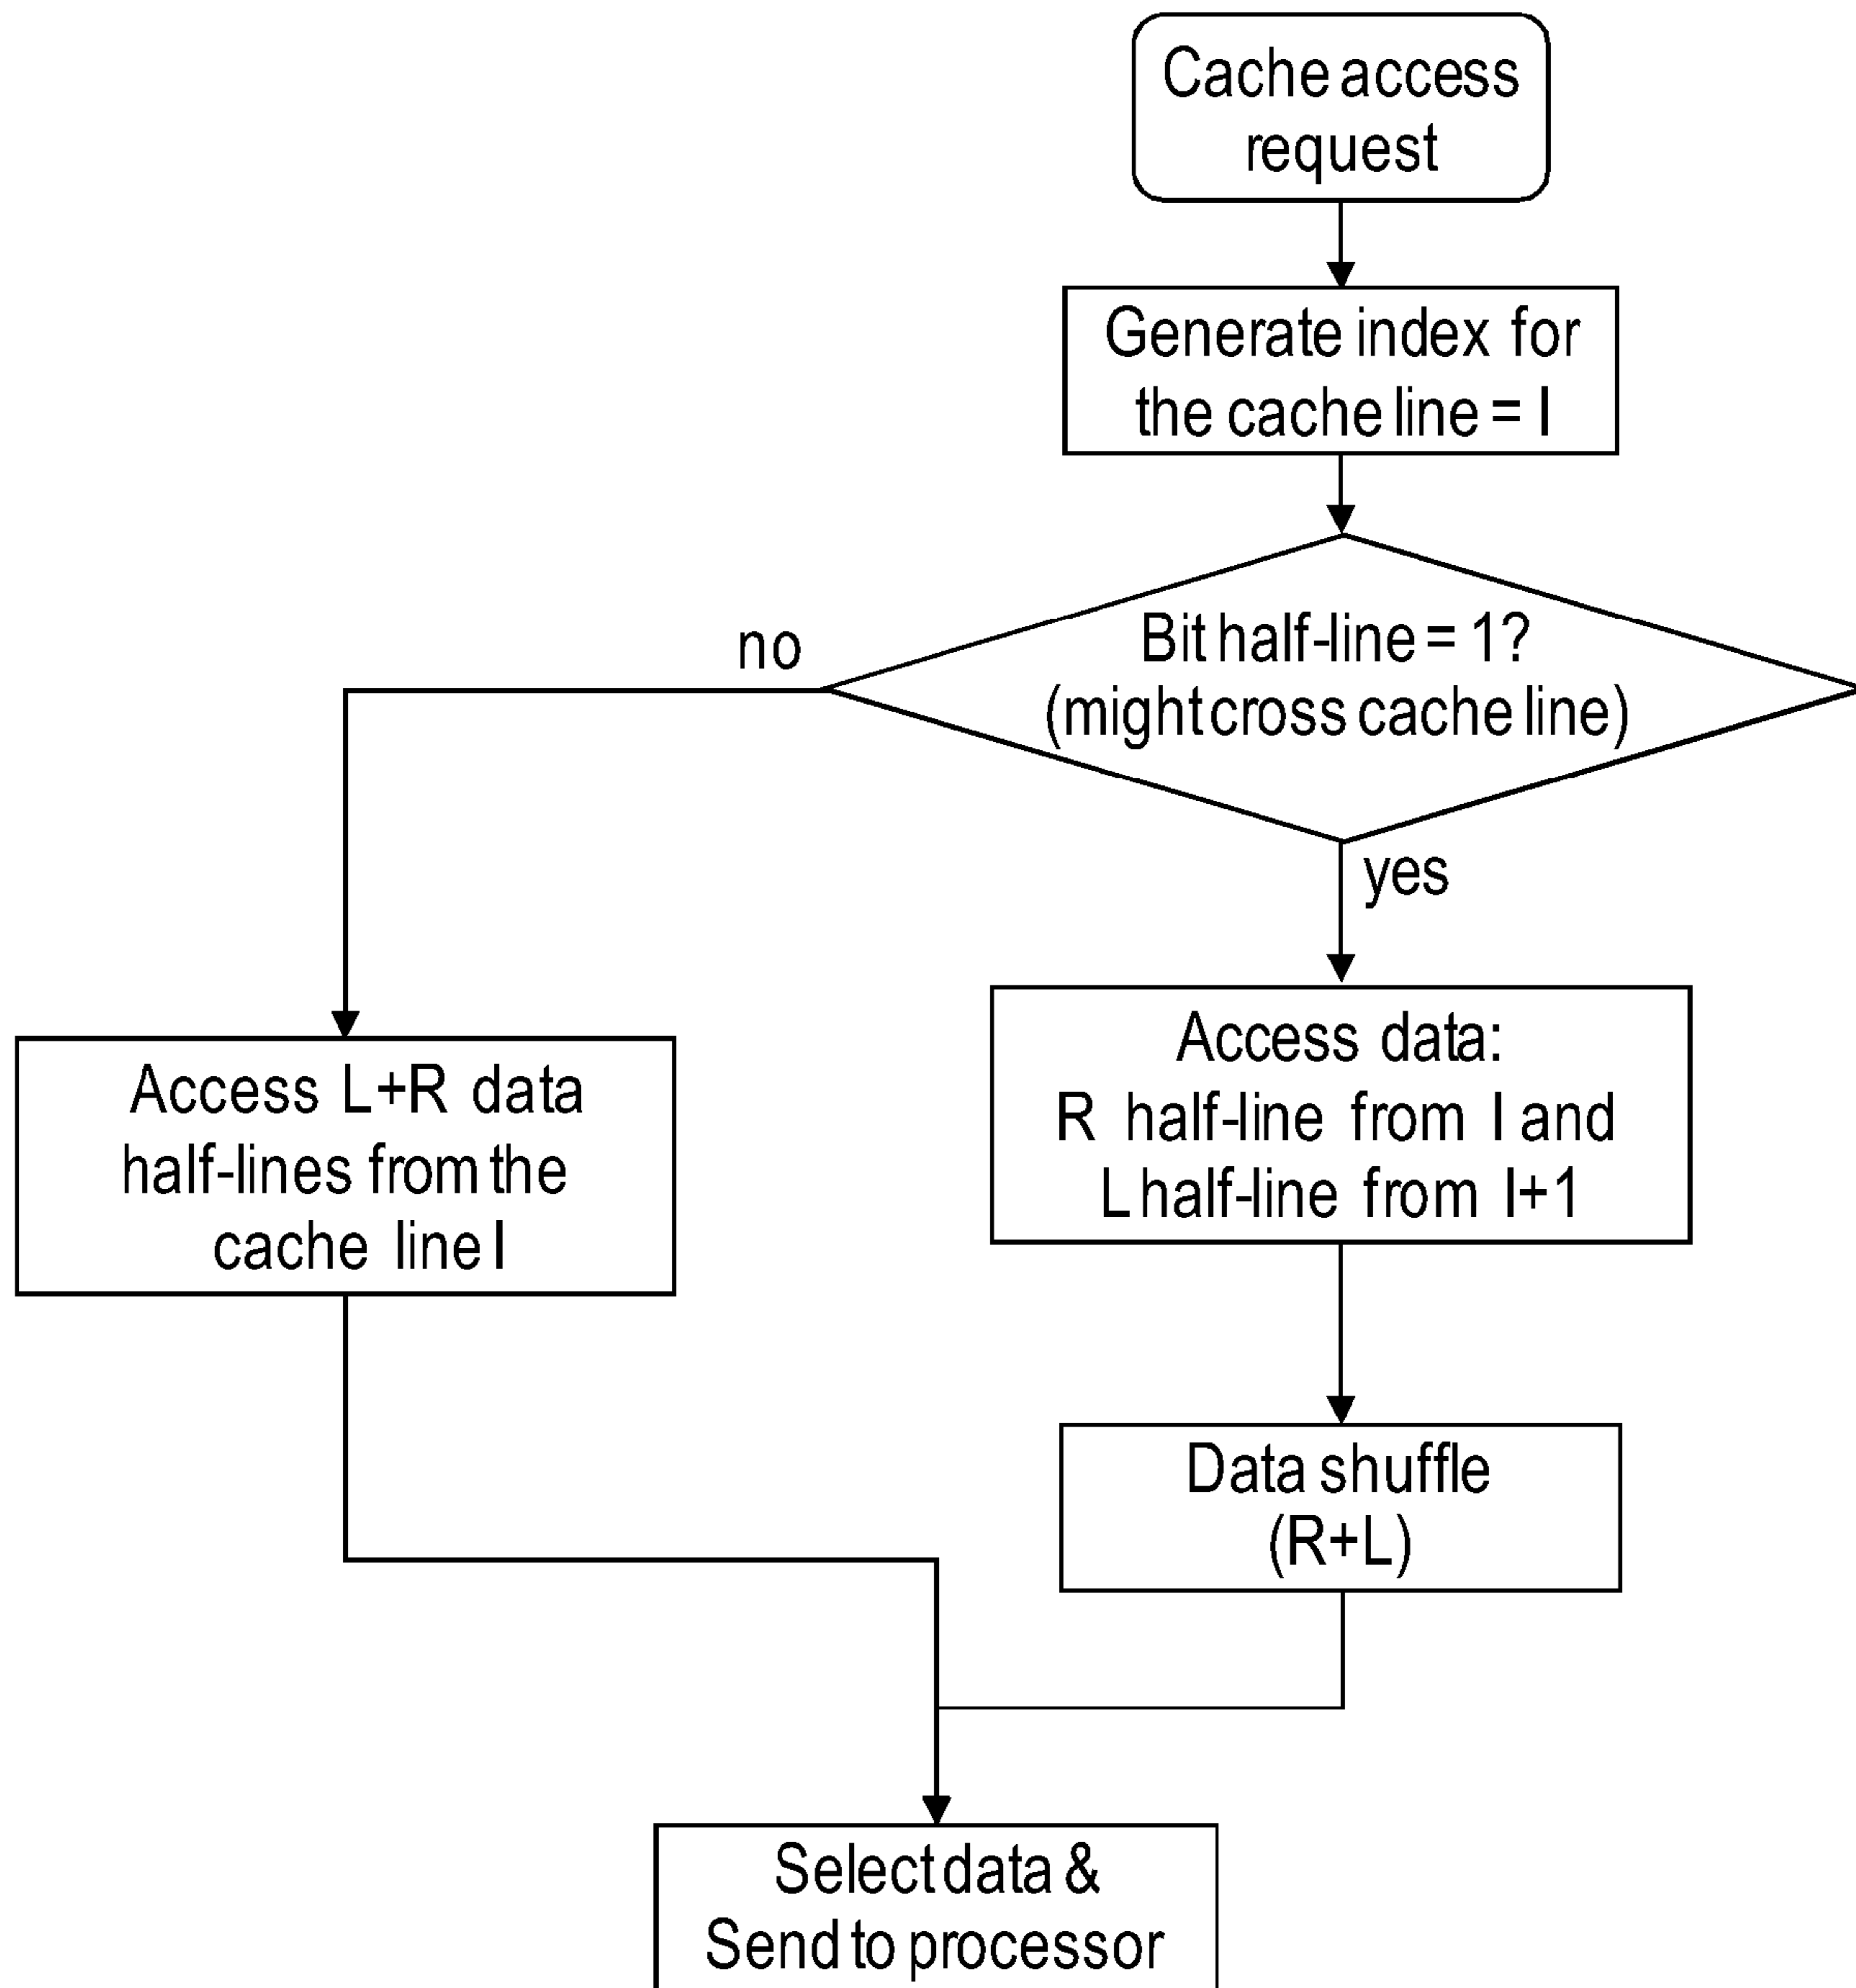 Cache access
request
Generate index for
the cache line = I
Bit half-line = 1?
(might cross cache line)
no
yes
Access L+R data
half-lines from the
cache line I
Access data:
R half-line from I and
L half-line from I+1
Data shuffle
(R+L)
Select data &
Send to processor